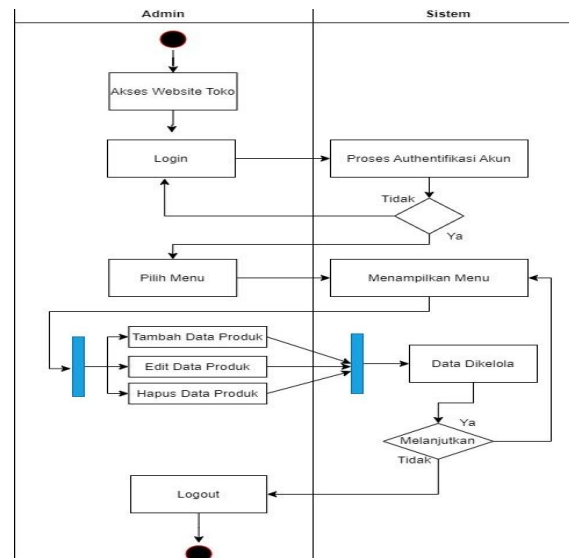 Admin
Sistem
Akses Website Toko
Login
Proses Authentifikasi Akun
Tidak
Ya
Pilih Menu
Menampilkan Menu
Tambah Data Produk
Edit Data Produk
Hapus Data Produk
Data Dikelola
Ya
Melanjutkan
Tidak
Logout